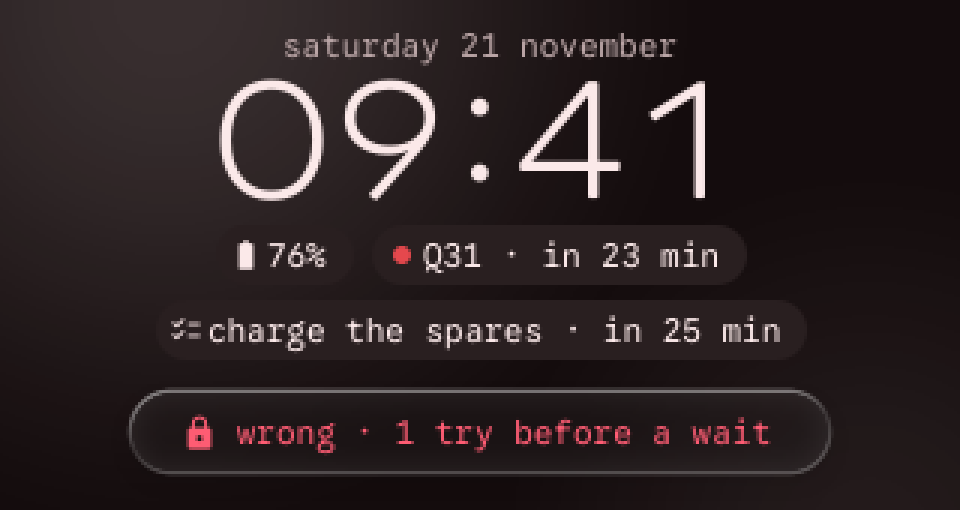 saturday 21 november
09:41
76% Q31 · in 23 min
charge the spares · in 25 min
wrong · 1 try before a wait